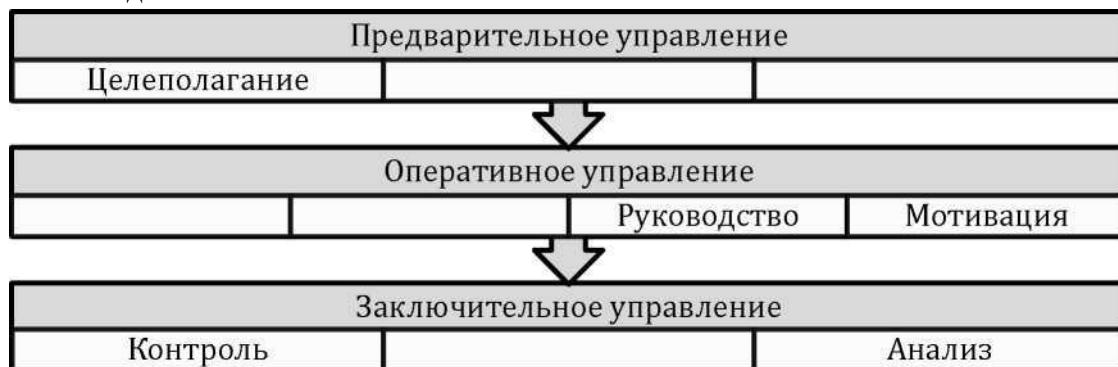 Предварительное управление
Целеполагание
Оперативное управление
Руководство Мотивация
Заключительное управление
Контроль Анализ